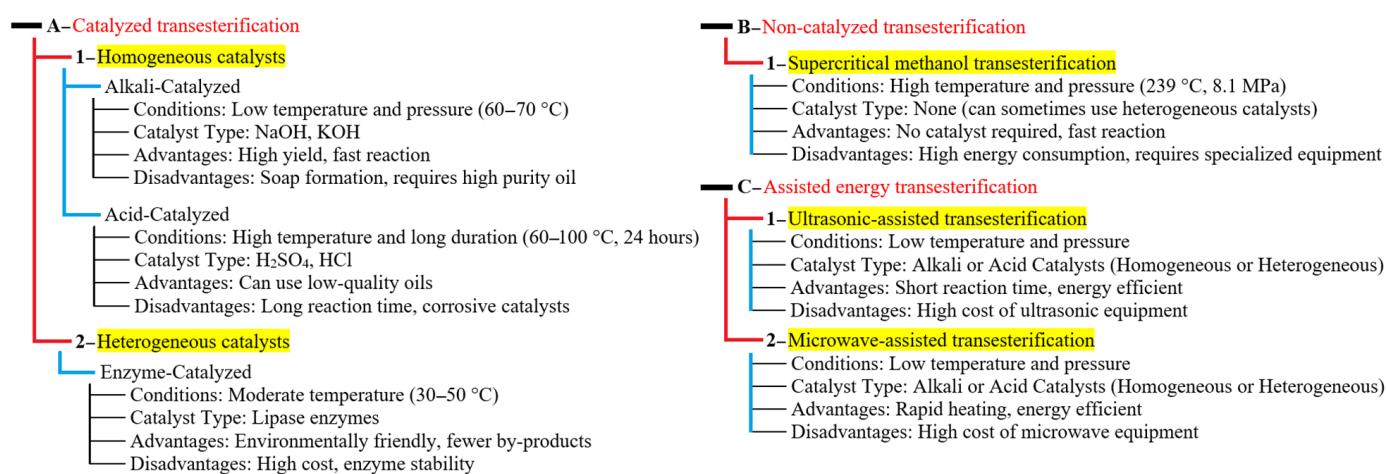 A–Catalyzed transesterification
1–Homogeneous catalysts
Alkali-Catalyzed
Conditions: Low temperature and pressure (60–70 °C)
Catalyst Type: NaOH, KOH
Advantages: High yield, fast reaction
Disadvantages: Soap formation, requires high purity oil
Acid-Catalyzed
Conditions: High temperature and long duration (60–100 °C, 24 hours)
Catalyst Type: H₂SO₄, HCl
Advantages: Can use low-quality oils
Disadvantages: Long reaction time, corrosive catalysts
2–Heterogeneous catalysts
Enzyme-Catalyzed
Conditions: Moderate temperature (30–50 °C)
Catalyst Type: Lipase enzymes
Advantages: Environmentally friendly, fewer by-products
Disadvantages: High cost, enzyme stability
B–Non-catalyzed transesterification
1–Supercritical methanol transesterification
Conditions: High temperature and pressure (239 °C, 8.1 MPa)
Catalyst Type: None (can sometimes use heterogeneous catalysts)
Advantages: No catalyst required, fast reaction
Disadvantages: High energy consumption, requires specialized equipment
C–Assisted energy transesterification
1–Ultrasonic-assisted transesterification
Conditions: Low temperature and pressure
Catalyst Type: Alkali or Acid Catalysts (Homogeneous or Heterogeneous)
Advantages: Short reaction time, energy efficient
Disadvantages: High cost of ultrasonic equipment
2–Microwave-assisted transesterification
Conditions: Low temperature and pressure
Catalyst Type: Alkali or Acid Catalysts (Homogeneous or Heterogeneous)
Advantages: Rapid heating, energy efficient
Disadvantages: High cost of microwave equipment